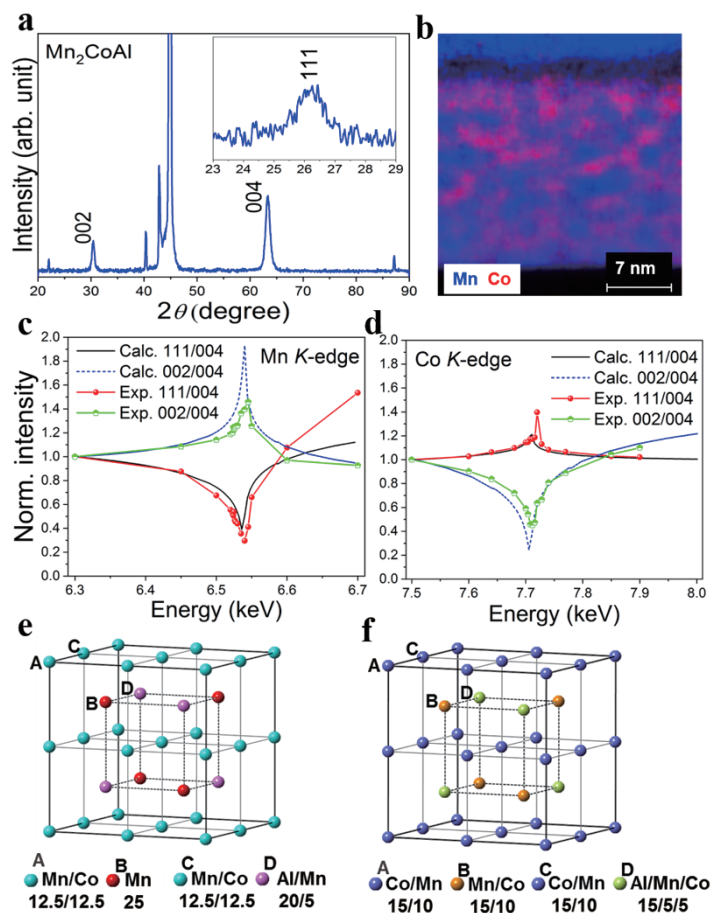 a
Mn2CoAl
Intensity (arb. unit)
002
004
111
23 24 25 26 27 28 29
20 30 40 50 60 70 80 90
2θ (degree)
b
Mn Co
7 nm
c
Norm. intensity
2.0
1.8
1.6
1.4
1.2
1.0
0.8
0.6
0.4
0.2
0.0
Calc. 111/004
Calc. 002/004
Exp. 111/004
Exp. 002/004
Mn K-edge
6.3 6.4 6.5 6.6 6.7
Energy (keV)
d
2.0
1.8
1.6
1.4
1.2
1.0
0.8
0.6
0.4
0.2
0.0
Co K-edge
Calc. 111/004
Calc. 002/004
Exp. 111/004
Exp. 002/004
7.5 7.6 7.7 7.8 7.9 8.0
Energy (keV)
e
A
C
B
D
A B C D
Mn/Co Mn Mn/Co Al/Mn
12.5/12.5 25 12.5/12.5 20/5
f
A
C
B
D
A B C D
Co/Mn Mn/Co Co/Mn Al/Mn/Co
15/10 15/10 15/10 15/5/5